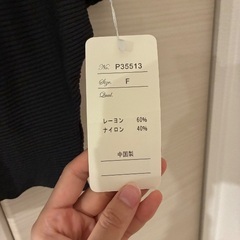 No. P35513
Size. F
Qual.
レーヨン 60%
ナイロン 40%
中国製